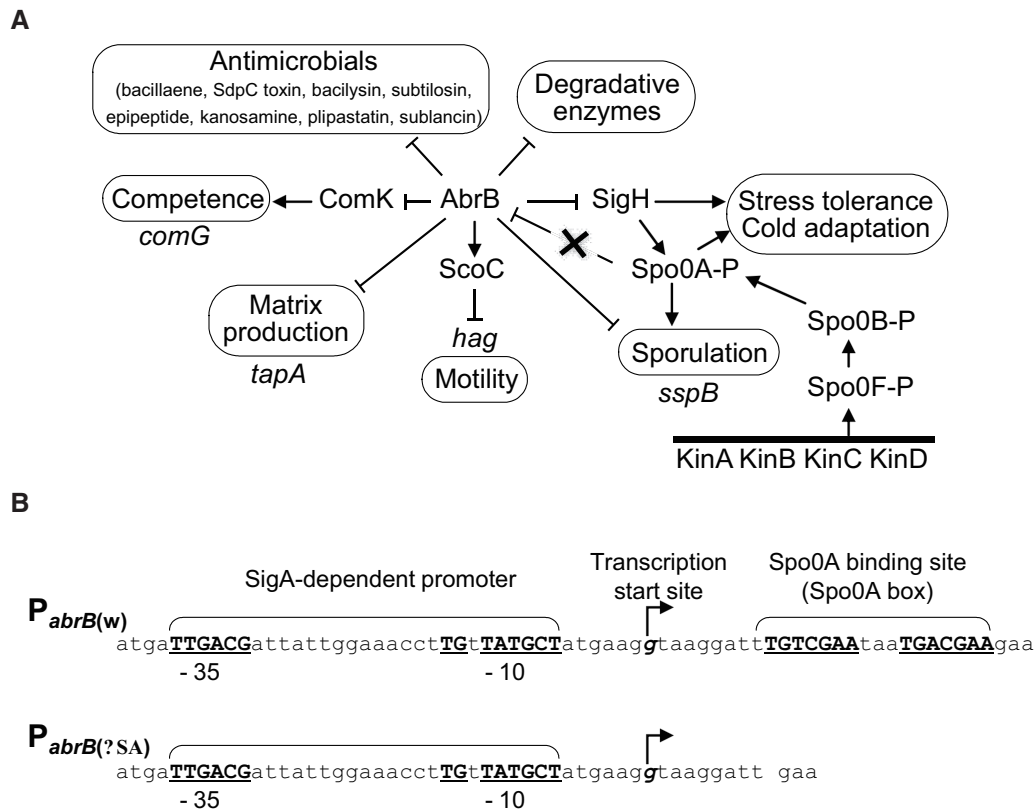 A
Antimicrobials
(bacillaene, SdpC toxin, bacilysin, subtilosin,
epipeptide, kanosamine, plipastatin, sublancin)
Degradative
enzymes
Competence
comG
ComK
AbrB
SigH
Stress tolerance
Cold adaptation
ScoC
Spo0A-P
Matrix
production
tapA
hag
Motility
Sporulation
sspB
Spo0B-P
Spo0F-P
KinA KinB KinC KinD
B
SigA-dependent promoter
Transcription
start site
Spo0A binding site
(Spo0A box)
PabrB(w)
atgaTTGACGattattggaaacctTGtTATGCTatgaaggtaaggattTGTCGAAtaaTGACGAAgaa
- 35 - 10
PabrB(?SA)
atgaTTGACGattattggaaacctTGtTATGCTatgaaggtaaggatt gaa
- 35 - 10